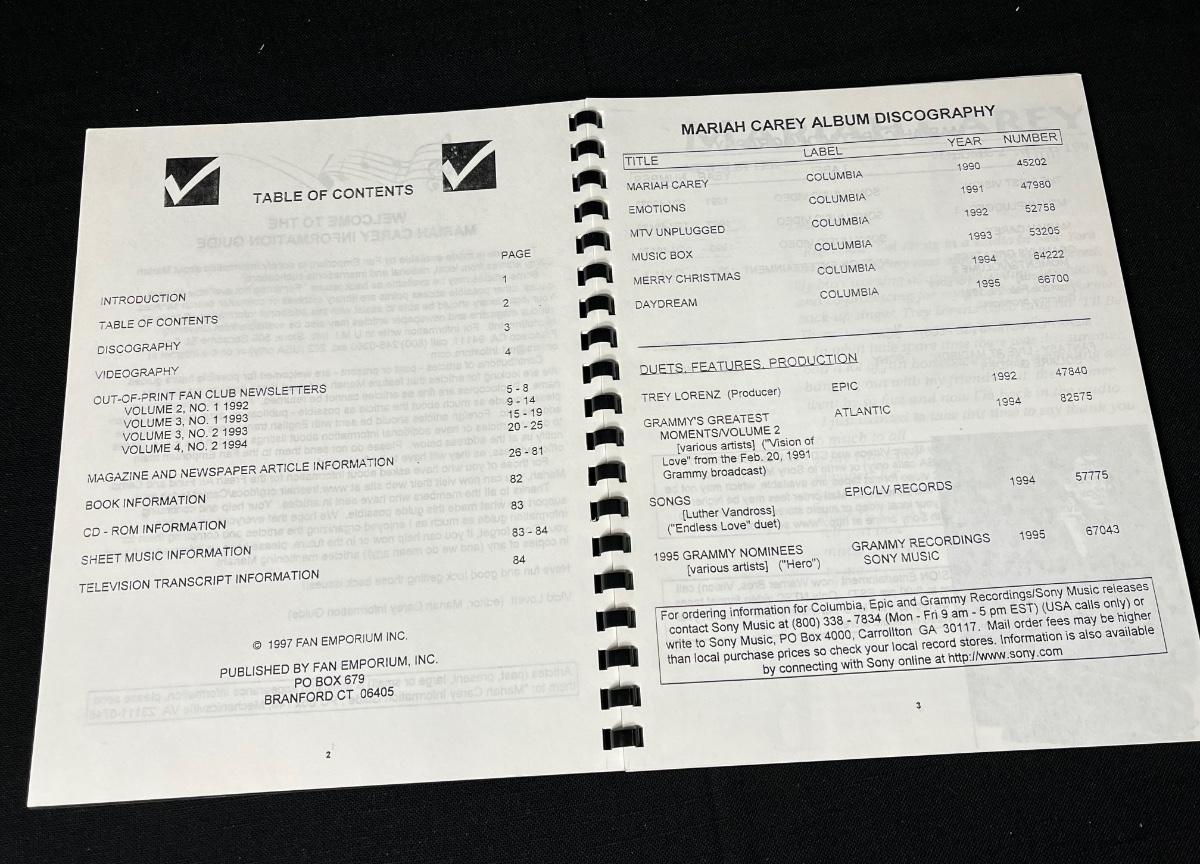 TABLE OF CONTENTS
PAGE
INTRODUCTION 1
TABLE OF CONTENTS 2
DISCOGRAPHY 3
VIDEOGRAPHY 4
OUT-OF-PRINT FAN CLUB NEWSLETTERS
VOLUME 2, NO. 1 1992 5 - 8
VOLUME 3, NO. 1 1993 9 - 14
VOLUME 3, NO. 2 1993 15 - 19
VOLUME 4, NO. 2 1994 20 - 25
MAGAZINE AND NEWSPAPER ARTICLE INFORMATION 26 - 81
BOOK INFORMATION 82
CD - ROM INFORMATION 83
SHEET MUSIC INFORMATION 83 - 84
TELEVISION TRANSCRIPT INFORMATION 84
© 1997 FAN EMPORIUM INC.
PUBLISHED BY FAN EMPORIUM, INC.
PO BOX 679
BRANFORD CT 06405
2
MARIAH CAREY ALBUM DISCOGRAPHY
TITLE LABEL YEAR NUMBER
MARIAH CAREY COLUMBIA 1990 45202
EMOTIONS COLUMBIA 1991 47980
MTV UNPLUGGED COLUMBIA 1992 52758
MUSIC BOX COLUMBIA 1993 53205
MERRY CHRISTMAS COLUMBIA 1994 64222
DAYDREAM COLUMBIA 1995 66700
DUETS, FEATURES, PRODUCTION
TREY LORENZ (Producer) EPIC 1992 47840
GRAMMY'S GREATEST ATLANTIC 1994 82575
MOMENTS/VOLUME 2
[various artists] ("Vision of
Love" from the Feb. 20, 1991
Grammy broadcast)
SONGS EPIC/LV RECORDS 1994 57775
[Luther Vandross]
("Endless Love" duet)
1995 GRAMMY NOMINEES GRAMMY RECORDINGS 1995 67043
[various artists] ("Hero") SONY MUSIC
For ordering information for Columbia, Epic and Grammy Recordings/Sony Music releases
contact Sony Music at (800) 338 - 7834 (Mon - Fri 9 am - 5 pm EST) (USA calls only) or
write to Sony Music, PO Box 4000, Carrollton GA 30117. Mail order fees may be higher
than local purchase prices so check your local record stores. Information is also available
by connecting with Sony online at http://www.sony.com
3